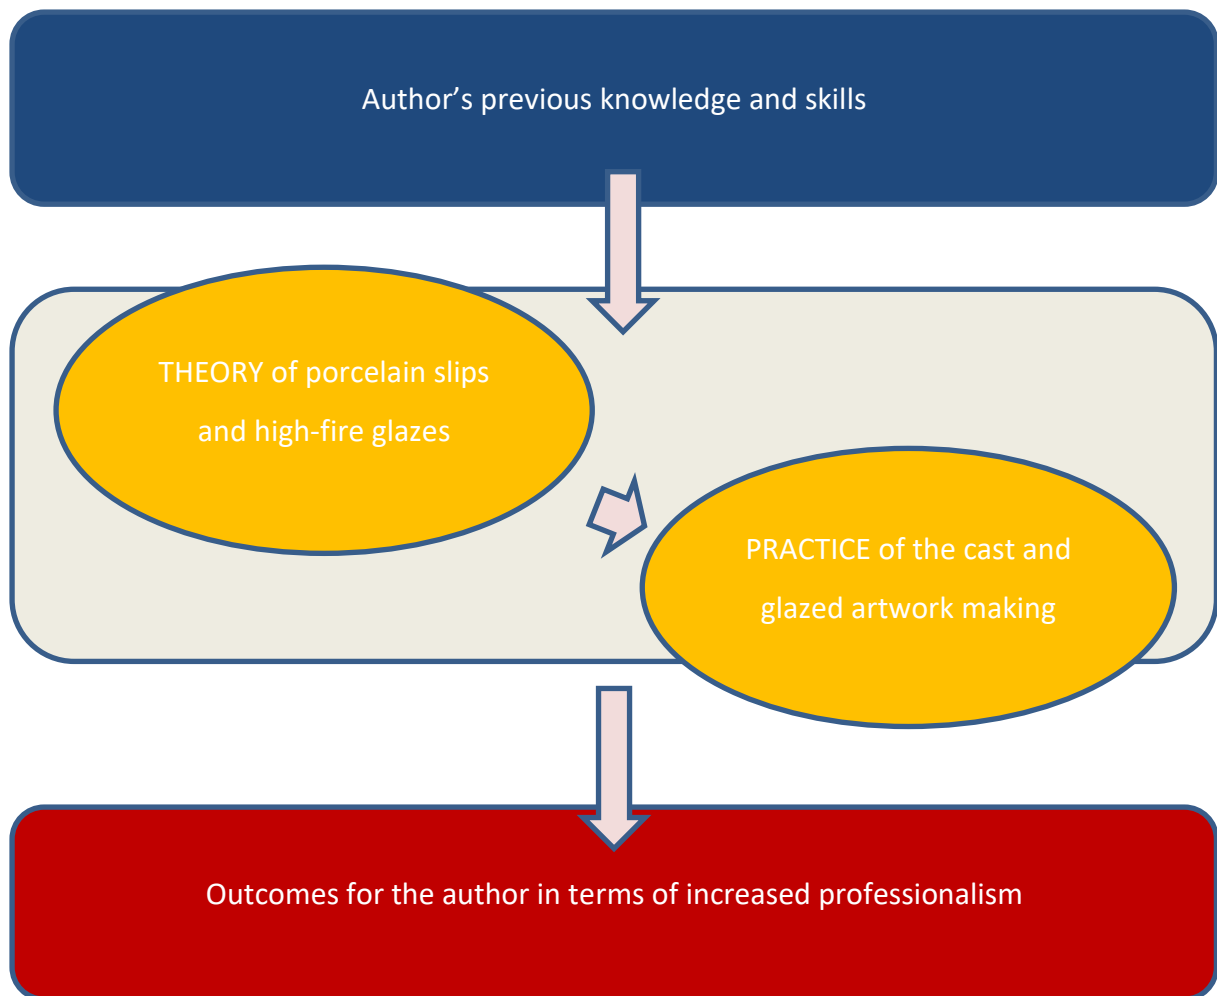 Author’s previous knowledge and skills
THEORY of porcelain slips
and high-fire glazes
PRACTICE of the cast and
glazed artwork making
Outcomes for the author in terms of increased professionalism